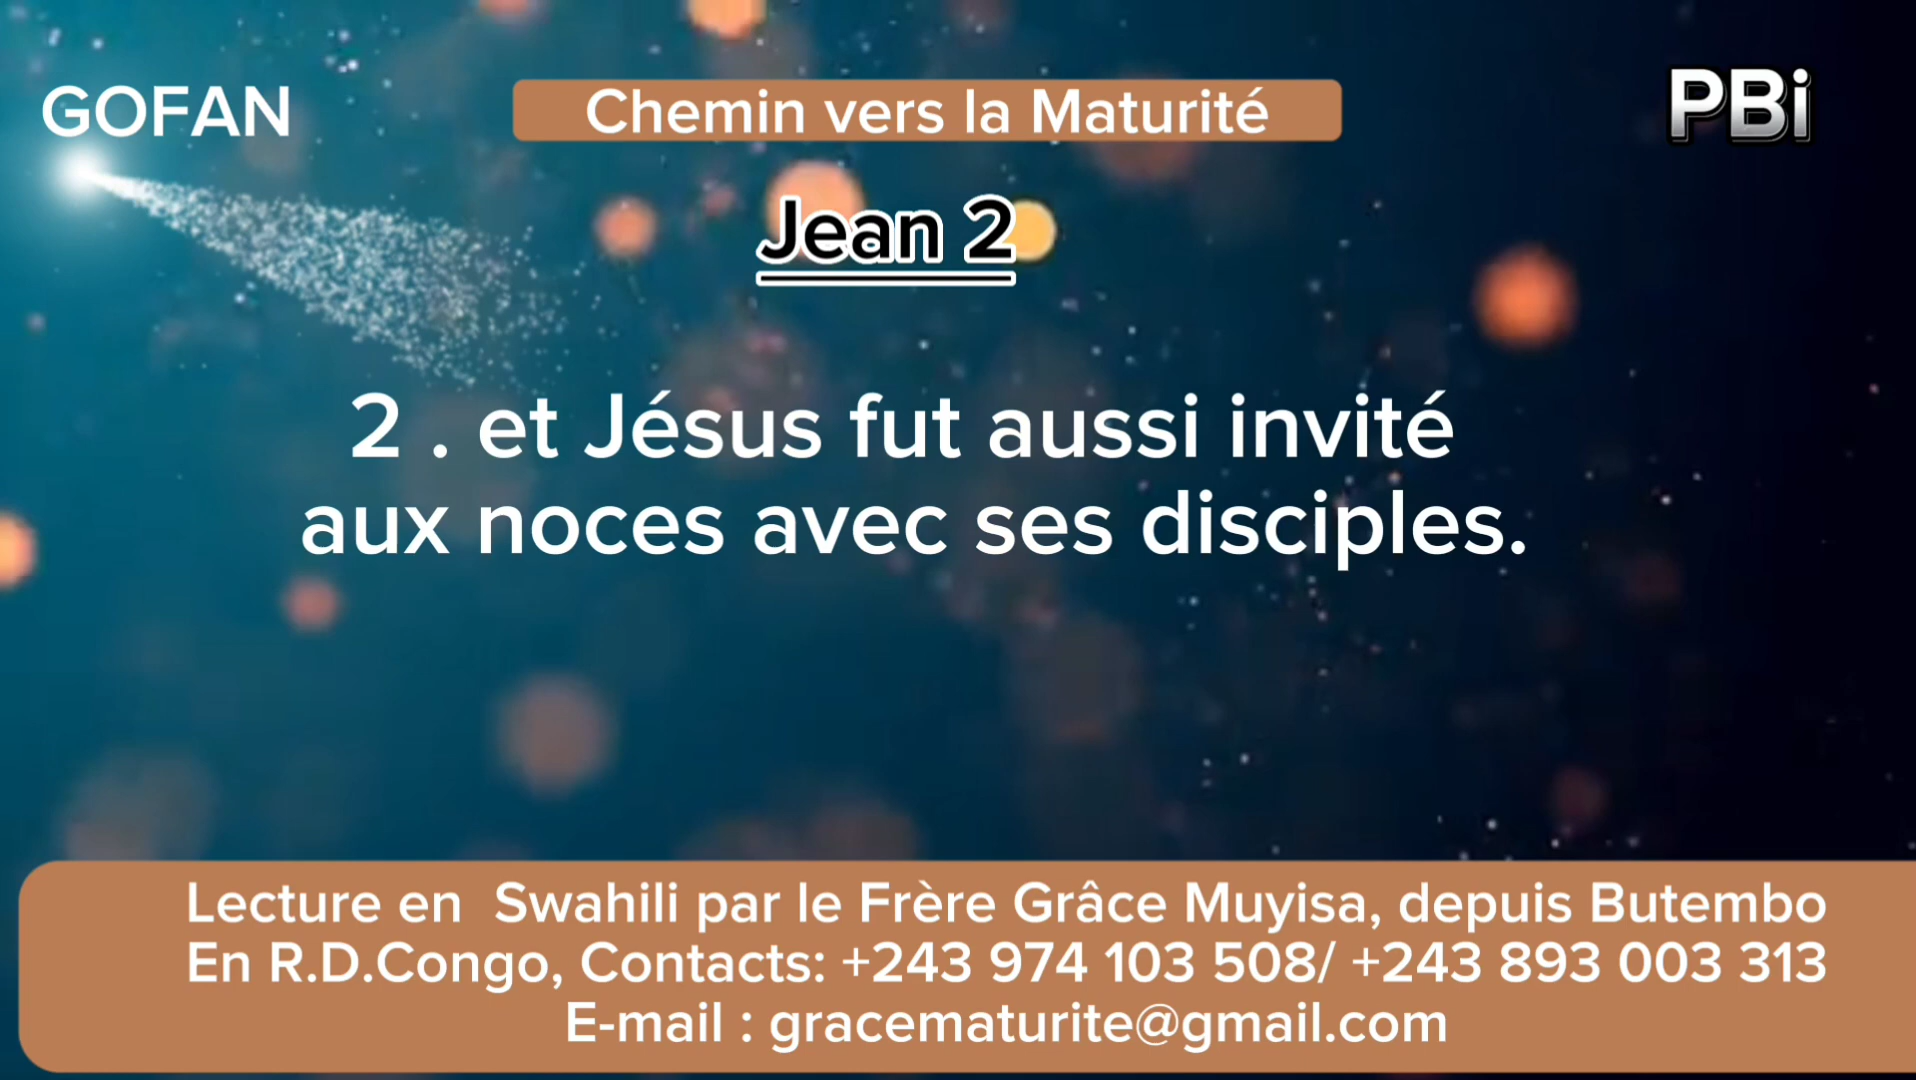 GOFAN
Chemin vers la Maturité
PBi
Jean 2
2 . et Jésus fut aussi invité
aux noces avec ses disciples.
Lecture en  Swahili par le Frère Grâce Muyisa, depuis Butembo
En R.D.Congo, Contacts: +243 974 103 508/ +243 893 003 313
E-mail : gracematurite@gmail.com